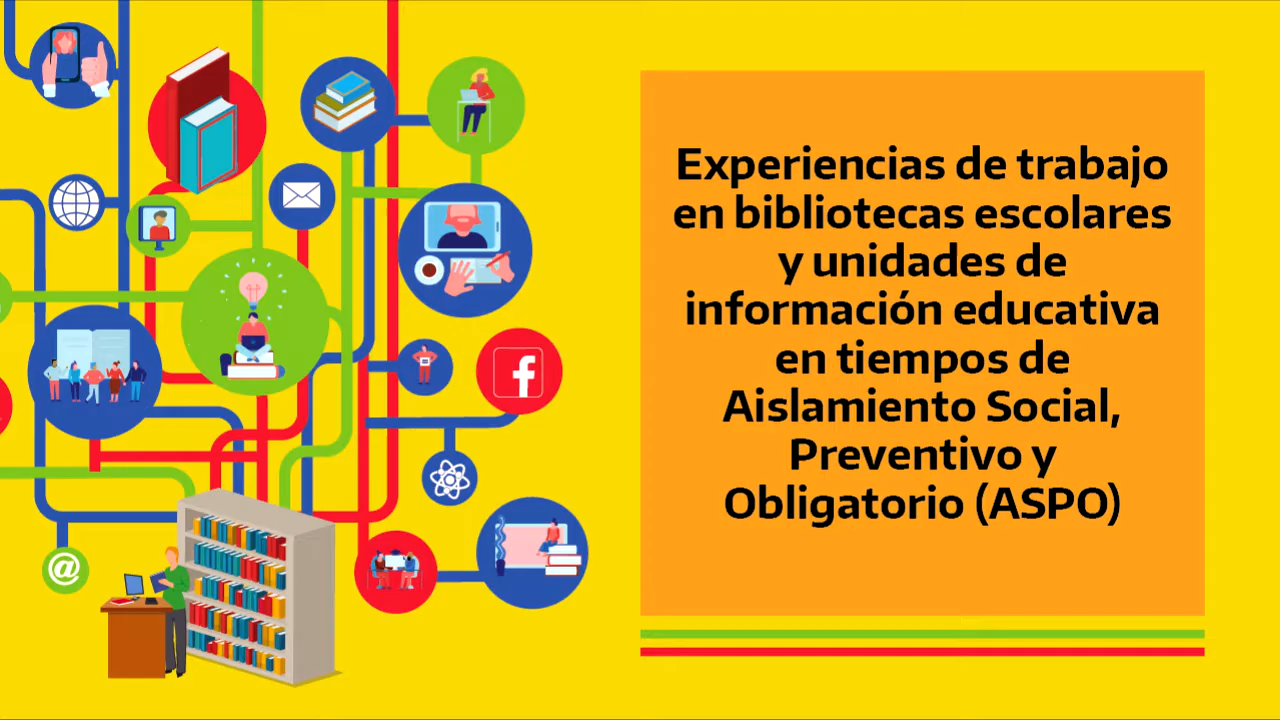 Experiencias de trabajo
en bibliotecas escolares
y unidades de
información educativa
en tiempos de
Aislamiento Social,
Preventivo y
Obligatorio (ASPO)
f
@